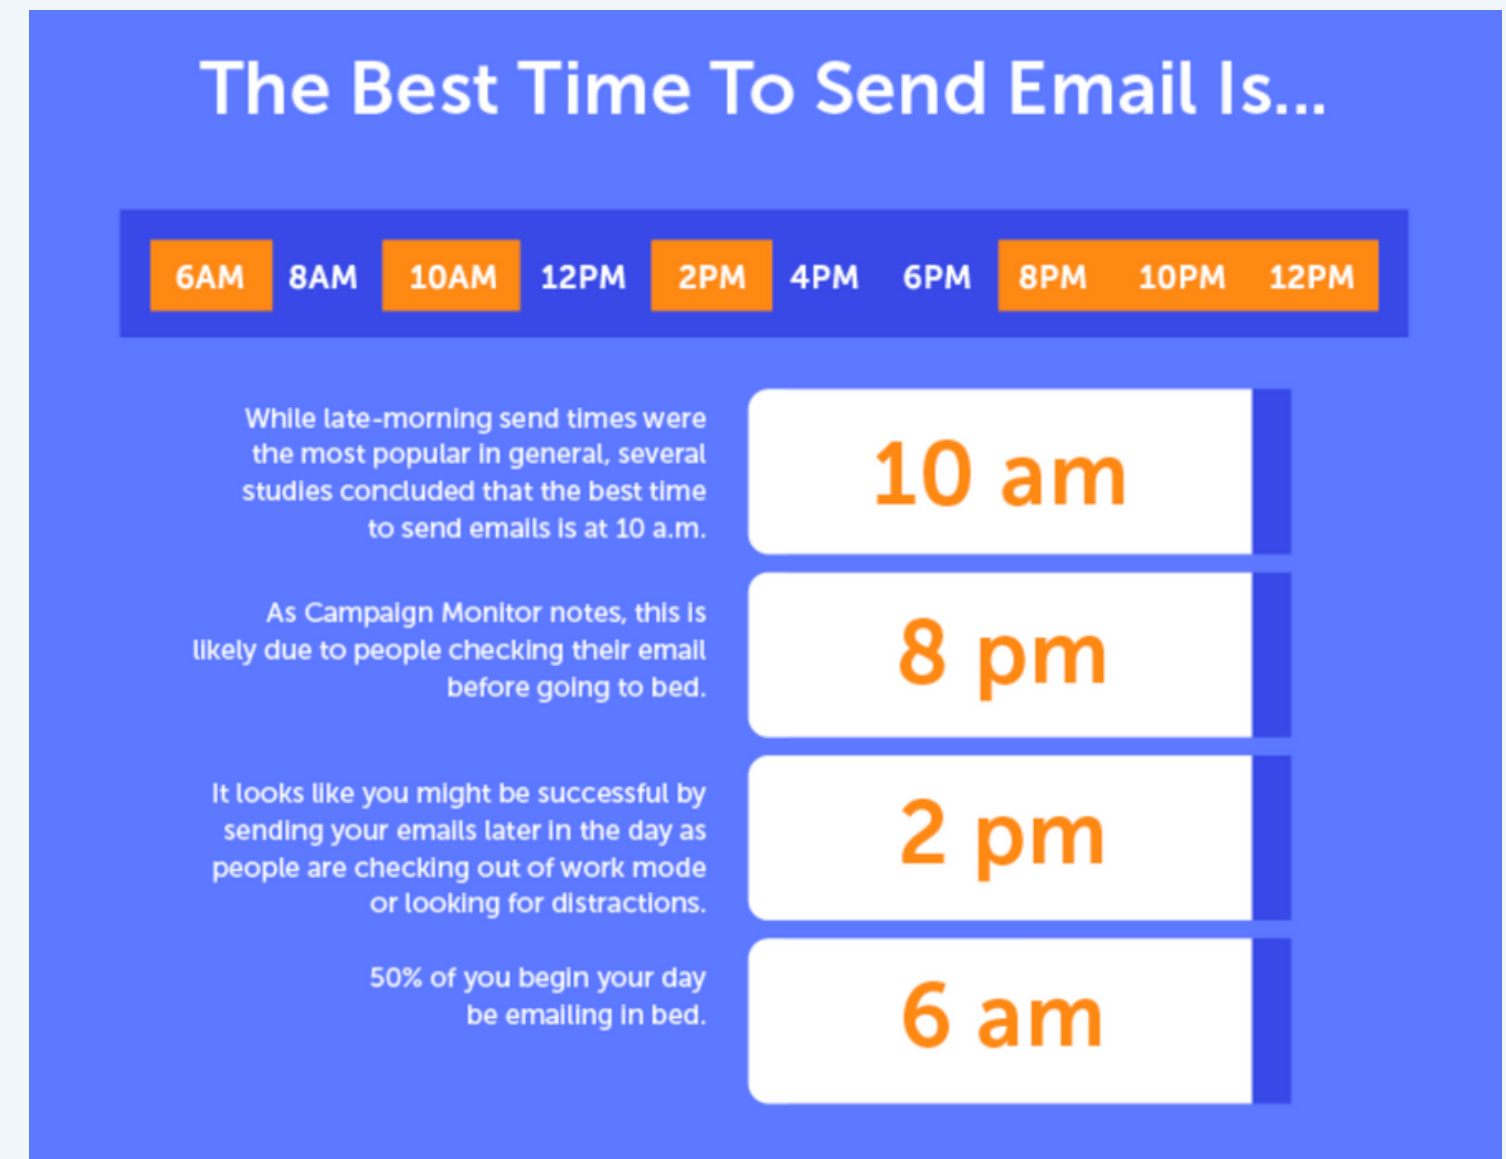 The Best Time To Send Email Is...
6AM 8AM 10AM 12PM 2PM 4PM 6PM 8PM 10PM 12PM
While late-morning send times were
the most popular in general, several
studies concluded that the best time
to send emails is at 10 a.m.
10 am
As Campaign Monitor notes, this is
likely due to people checking their email
before going to bed.
8 pm
It looks like you might be successful by
sending your emails later in the day as
people are checking out of work mode
or looking for distractions.
2 pm
50% of you begin your day
be emailing in bed.
6 am